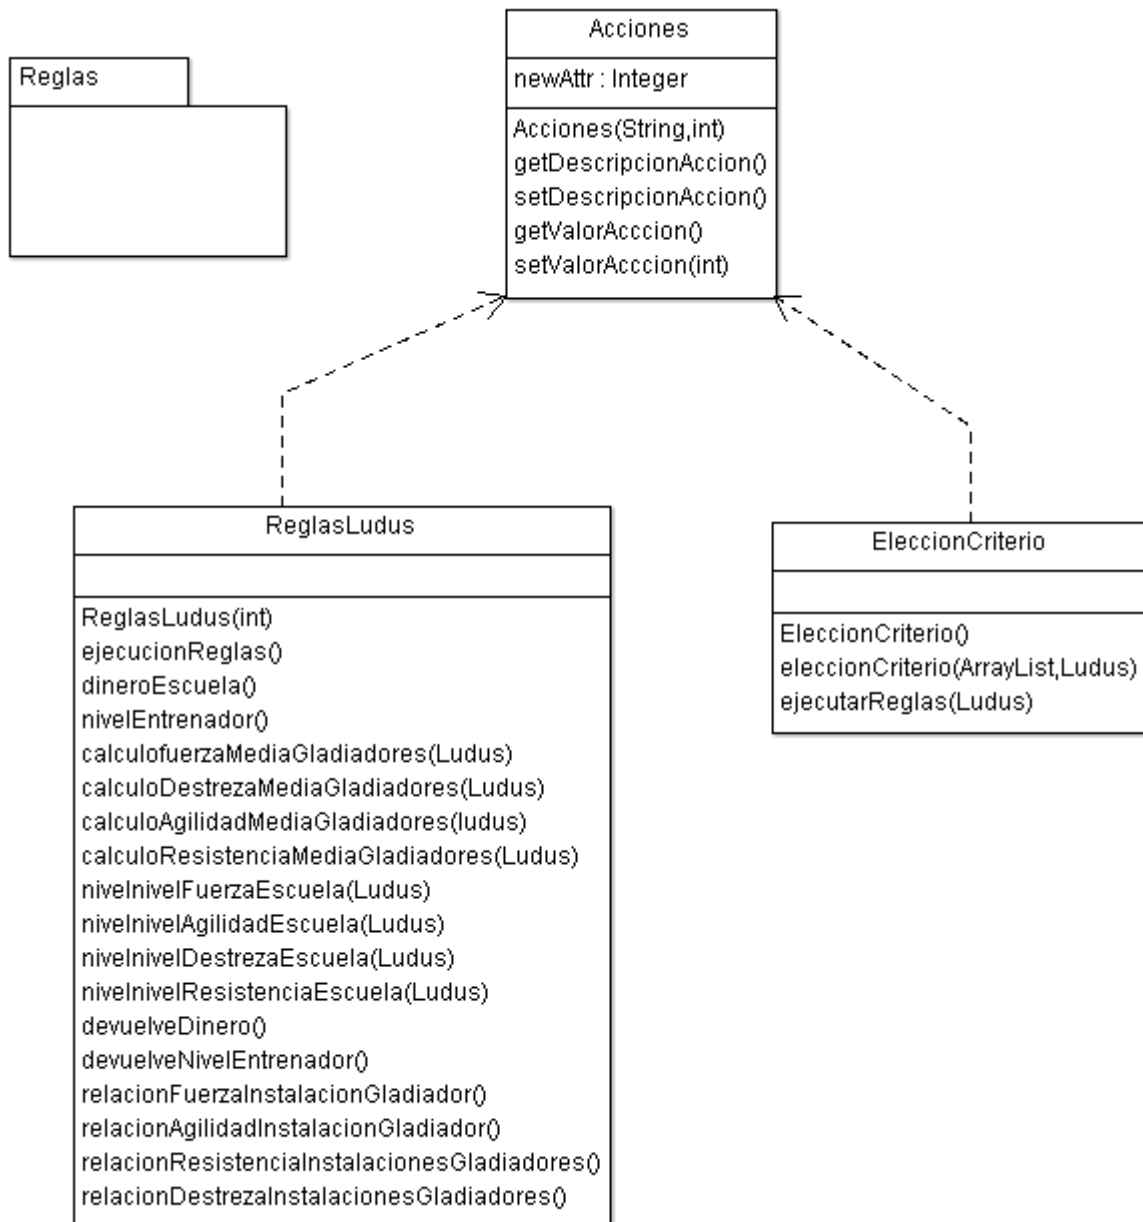 Reglas
Acciones
newAttr : Integer
Acciones(String,int)
getDescripcionAccion()
setDescripcionAccion()
getValorAcccion()
setValorAcccion(int)
ReglasLudus
ReglasLudus(int)
ejecucionReglas()
dineroEscuela()
nivelEntrenador()
calculofuerzaMediaGladiadores(Ludus)
calculoDestrezaMediaGladiadores(Ludus)
calculoAgilidadMediaGladiadores(ludus)
calculoResistenciaMediaGladiadores(Ludus)
nivelnivelFuerzaEscuela(Ludus)
nivelnivelAgilidadEscuela(Ludus)
nivelnivelDestrezaEscuela(Ludus)
nivelnivelResistenciaEscuela(Ludus)
devuelveDinero()
devuelveNivelEntrenador()
relacionFuerzaInstalacionGladiador()
relacionAgilidadInstalacionGladiador()
relacionResistenciaInstalacionesGladiadores()
relacionDestrezaInstalacionesGladiadores()
EleccionCriterio
EleccionCriterio()
eleccionCriterio(ArrayList,Ludus)
ejecutarReglas(Ludus)